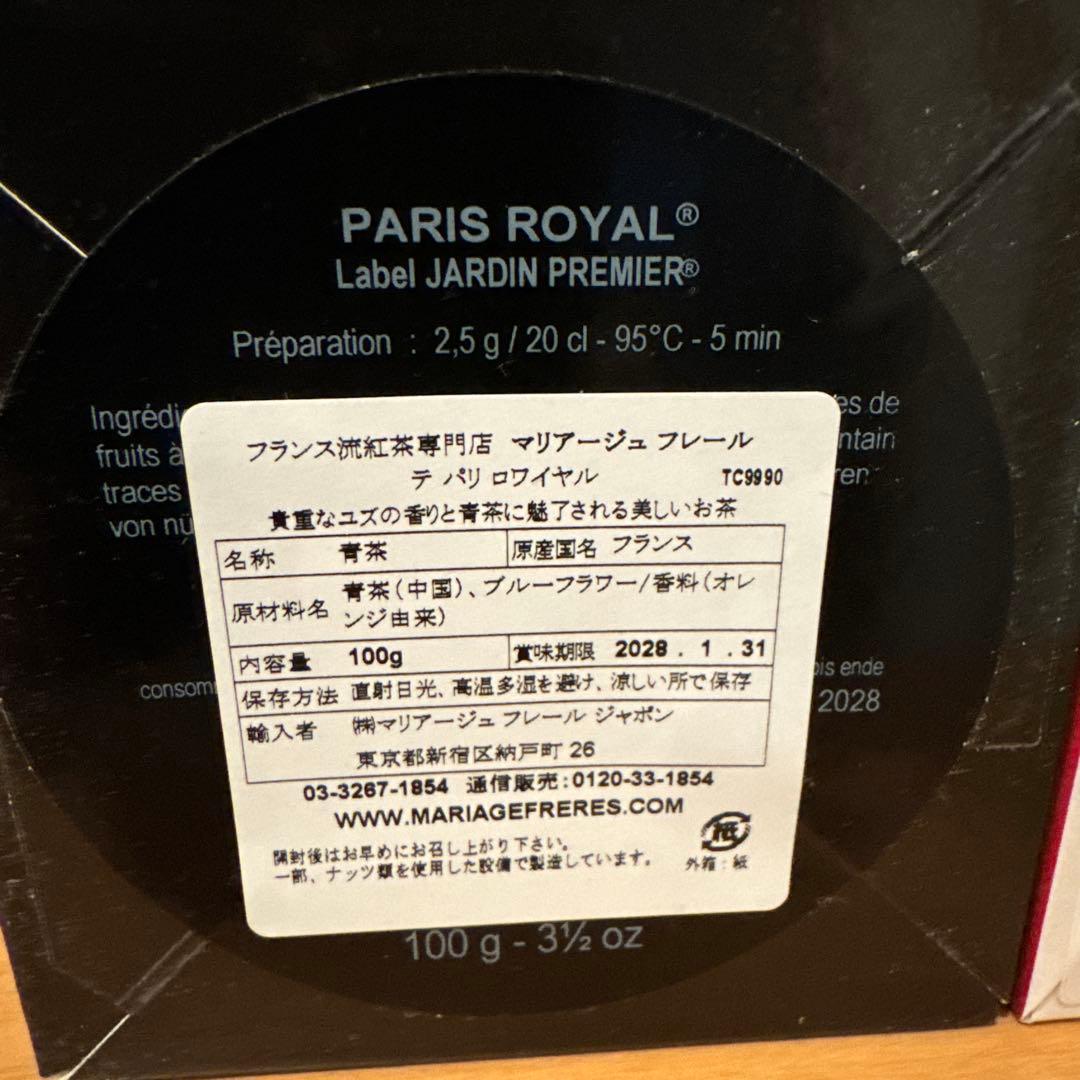 PARIS ROYAL®
Label JARDIN PREMIER®
Préparation : 2,5 g / 20 cl - 95°C - 5 min
de
fruits à
traces
von
フランス流紅茶専門店 マリアージュ フレール
テ パリ ロワイヤル TC9990
貴重なユズの香りと青茶に魅了される美しいお茶
名称 青茶 原産国名 フランス
原材料名 青茶(中国)、ブルーフラワー/香料(オレ
ンジ由来)
内容量 100g 賞味期限 2028 . 1 . 31
保存方法 直射日光、高温多湿を避け、涼しい所で保存
輸入者 ㈱マリアージュ フレール ジャポン
東京都新宿区納戸町 26
03-3267-1854 通信販売:0120-33-1854
WWW.MARIAGEFRERES.COM
開封後はお早めにお召し上がり下さい。
一部、ナッツ類を使用した設備で製造しています。
紙
外箱:紙
ende
2028
100 g - 3½ oz